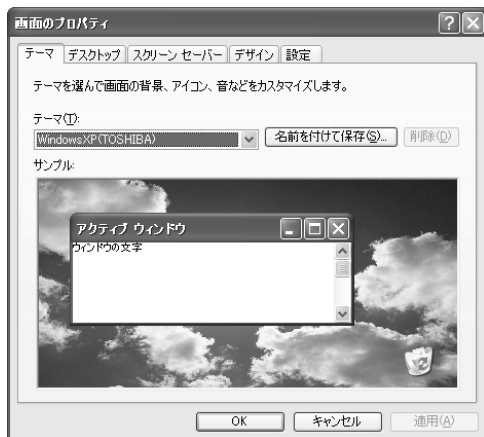 画面のプロパティ
テーマ デスクトップ スクリーン セーバー デザイン 設定
テーマを選んで画面の背景、アイコン、音などをカスタマイズします。
テーマ(T):
WindowsXP(TOSHIBA) 名前を付けて保存(S)... 削除(D)
サンプル:
アクティブ ウィンドウ
ウィンドウの文字
OK キャンセル 適用(A)